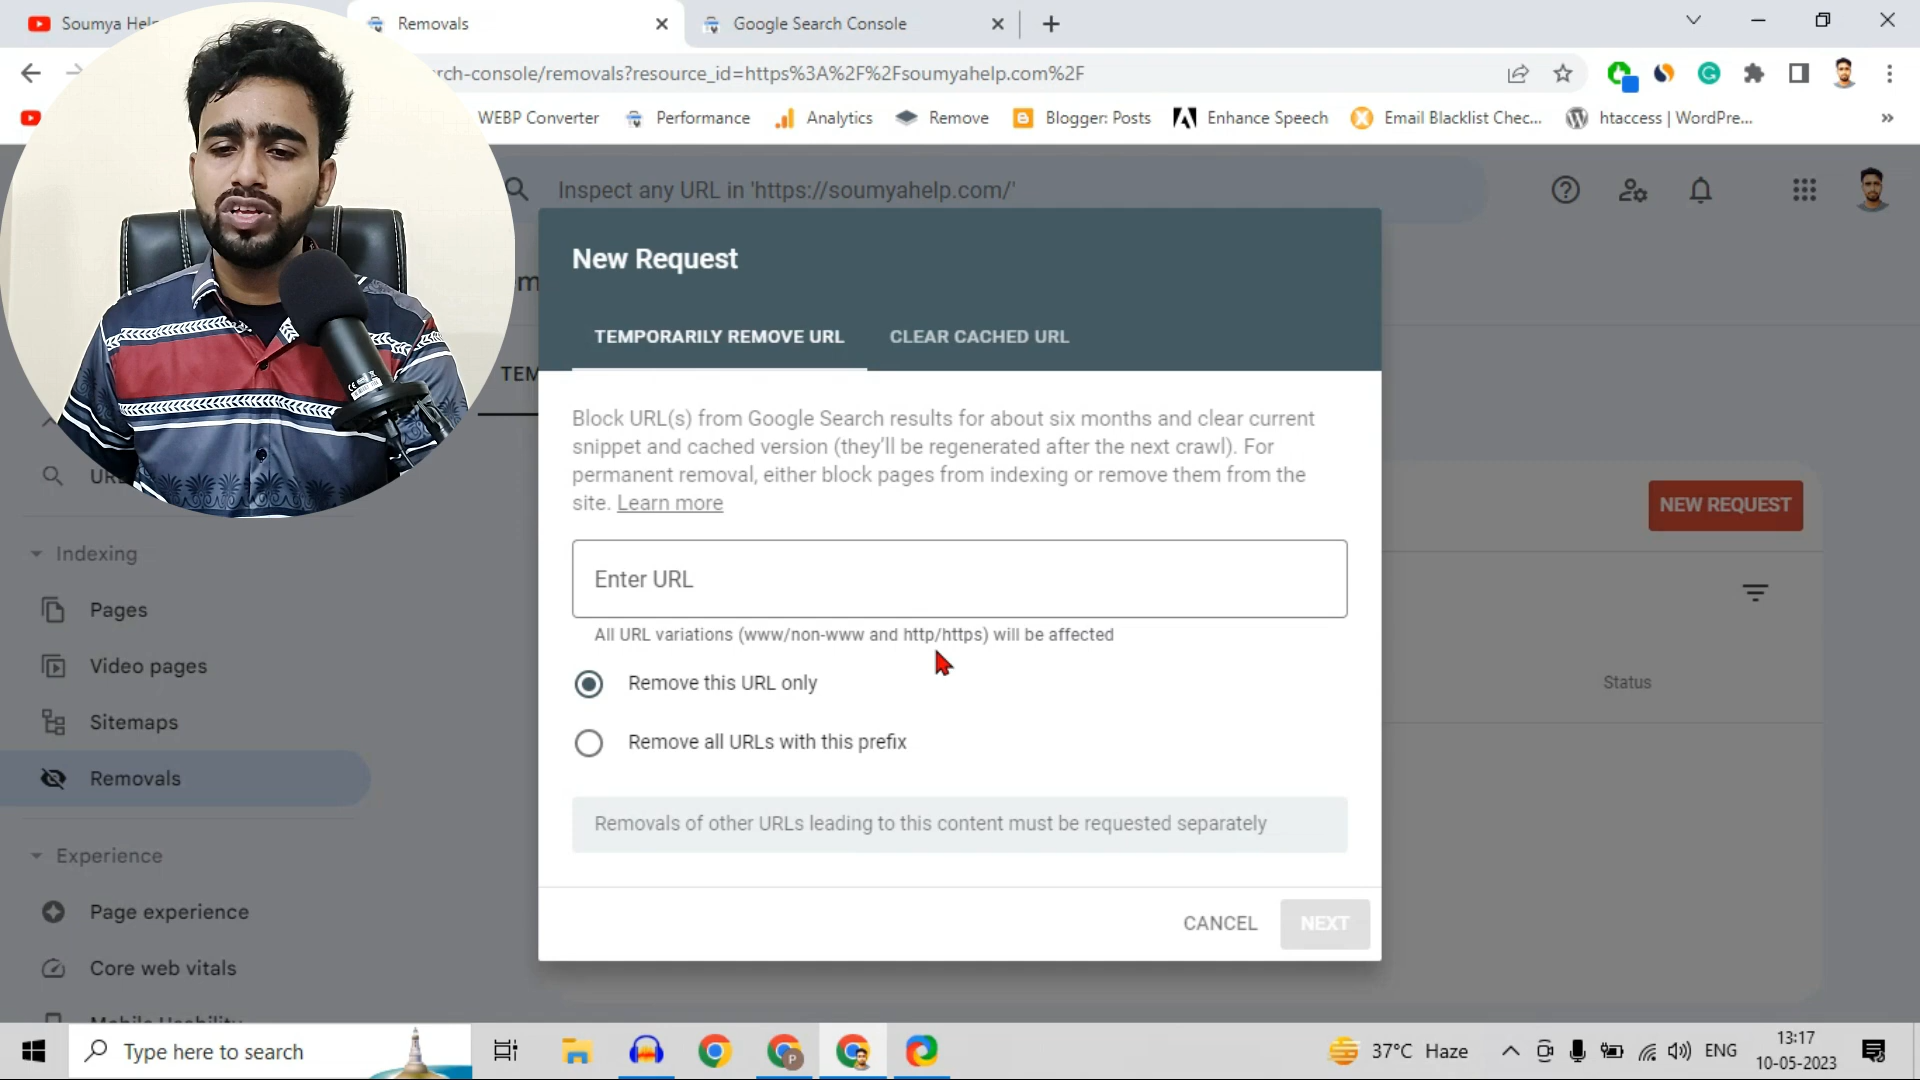 Soumya Hel
Removals
Google Search Console
rch-console/removals?resource_id=https%3A%2F%2Fsoumyahelp.com%2F
WEBP Converter
Performance
Analytics
Remove
Blogger: Posts
Enhance Speech
Email Blacklist Chec...
htaccess | WordPre...
Inspect any URL in 'https://soumyahelp.com/'
New Request
TEMPORARILY REMOVE URL
CLEAR CACHED URL
TEM
Block URL(s) from Google Search results for about six months and clear current
snippet and cached version (they'll be regenerated after the next crawl). For
permanent removal, either block pages from indexing or remove them from the
site. Learn more
UR
NEW REQUEST
Indexing
Enter URL
Pages
All URL variations (www/non-www and http/https) will be affected
Video pages
Remove this URL only
Status
Sitemaps
Remove all URLs with this prefix
Removals
Removals of other URLs leading to this content must be requested separately
Experience
Page experience
CANCEL
NEXT
Core web vitals
Mobile Usability
Type here to search
37°C Haze
ENG
13:17
10-05-2023